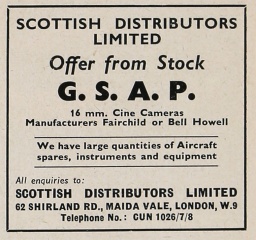 SCOTTISH DISTRIBUTORS
LIMITED
Offer from Stock
G. S. A. P.
16 mm. Cine Cameras
Manufacturers Fairchild or Bell Howell
We have large quantities of Aircraft
spares, instruments and equipment
All enquiries to:
SCOTTISH DISTRIBUTORS LIMITED
62 SHIRLAND RD., MAIDA VALE, LONDON, W.9
Telephone No.: CUN 1026/7/8